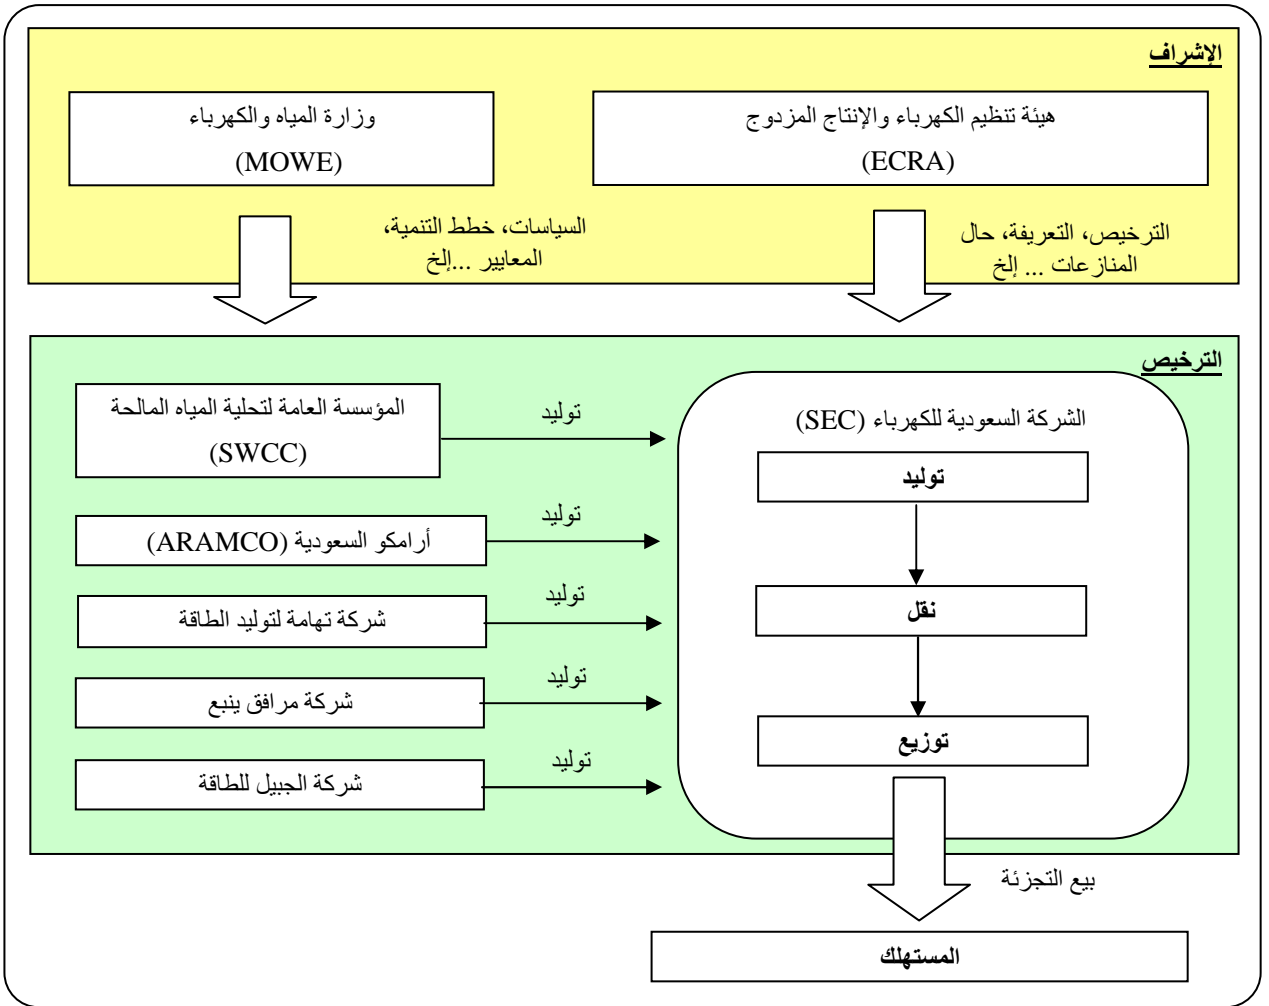 الإشراف
هيئة تنظيم الكهرباء والإنتاج المزدوج
(ECRA)
وزارة المياه والكهرباء
(MOWE)
الترخيص، التعريفة، حال
المنازعات ... إلخ
السياسات، خطط التنمية،
المعايير ...إلخ
الترخيص
المؤسسة العامة لتحلية المياه المالحة
(SWCC)
توليد
أرامكو السعودية (ARAMCO)
توليد
شركة تهامة لتوليد الطاقة
توليد
شركة مرافق ينبع
توليد
شركة الجبيل للطاقة
توليد
الشركة السعودية للكهرباء (SEC)
توليد
نقل
توزيع
بيع التجزئة
المستهلك